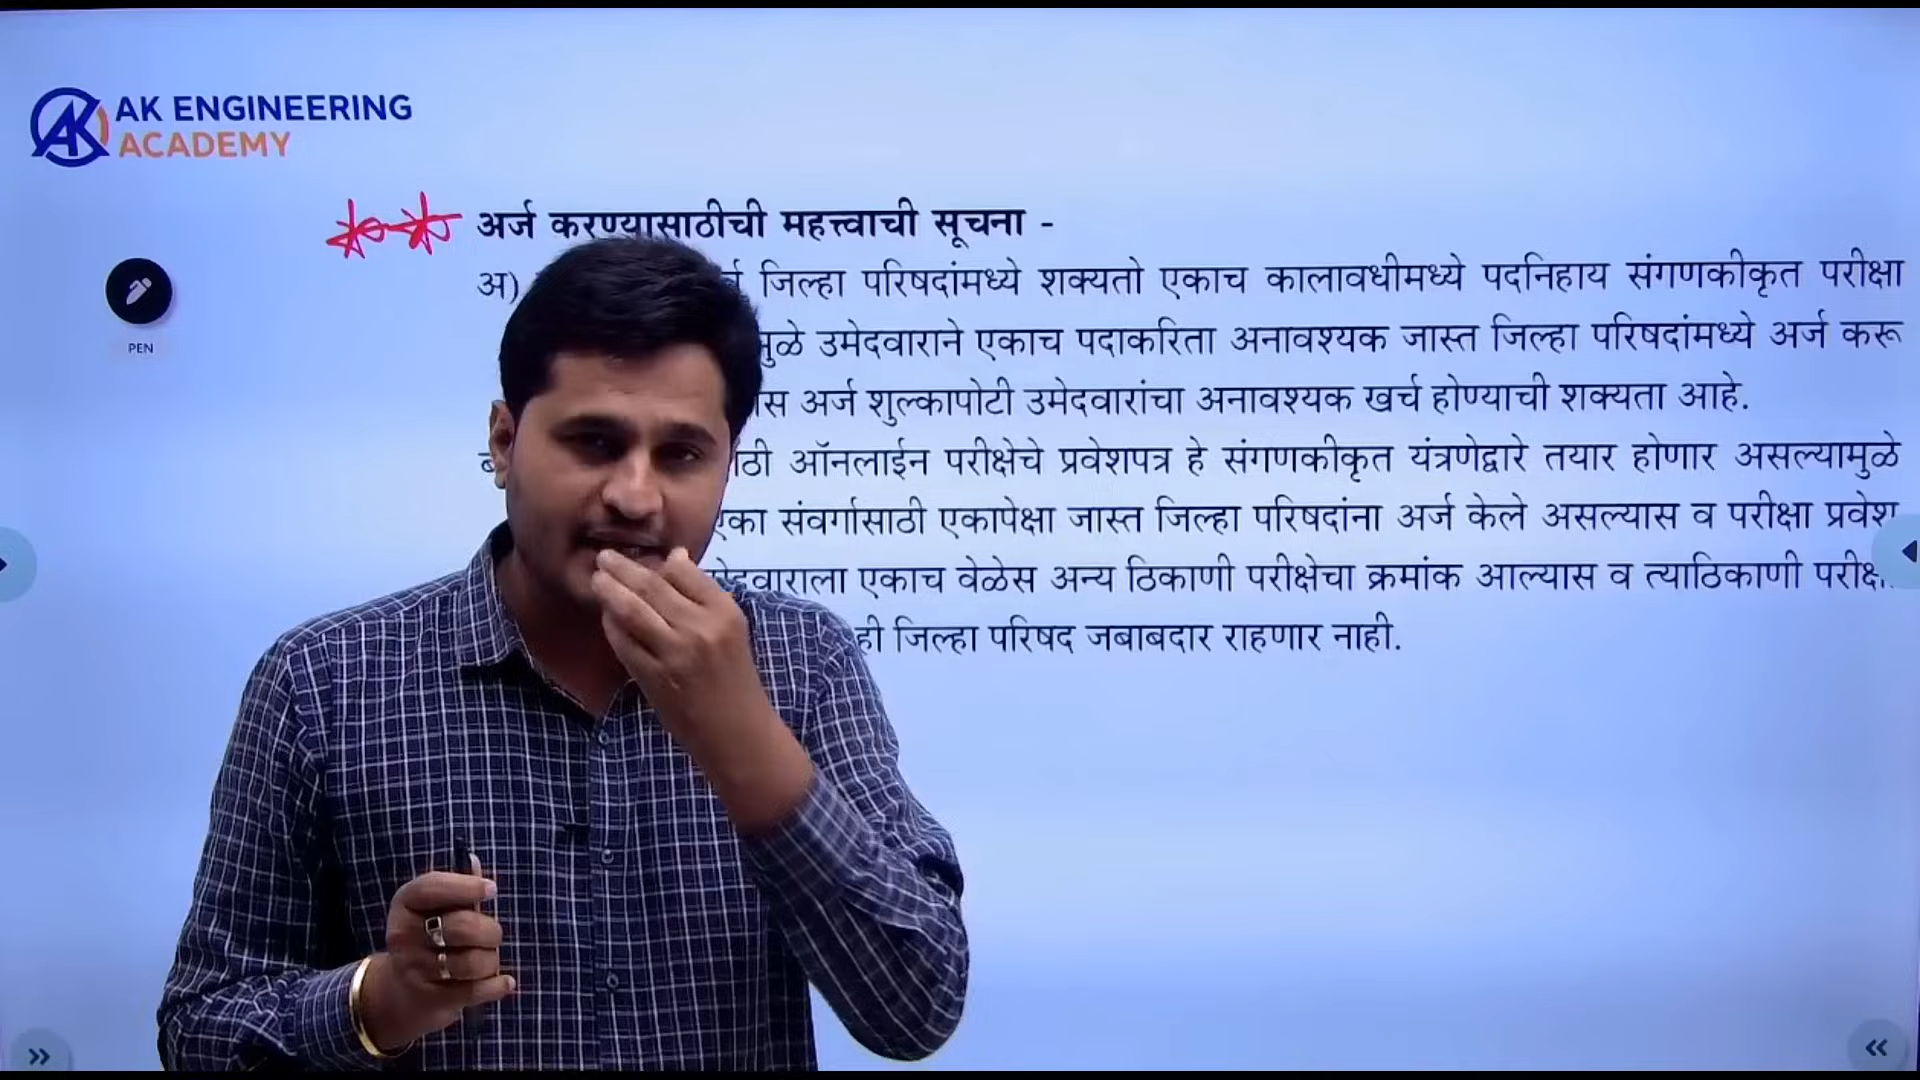 AK ENGINEERING
ACADEMY
अर्ज करण्यासाठीची महत्त्वाची सूचना -
अ) जिल्हा परिषदांमध्ये शक्यतो एकाच कालावधीमध्ये पदनिहाय संगणकीकृत परीक्षा
उमेदवाराने एकाच पदाकरिता अनावश्यक जास्त जिल्हा परिषदांमध्ये अर्ज करू
अर्ज शुल्कापोटी उमेदवारांचा अनावश्यक खर्च होण्याची शक्यता आहे.
ऑनलाईन परीक्षेचे प्रवेशपत्र हे संगणकीकृत यंत्रणेद्वारे तयार होणार असल्यामुळे
संवर्गासाठी एकापेक्षा जास्त जिल्हा परिषदांना अर्ज केले असल्यास व परीक्षा प्रवेश
एकाच वेळेस अन्य ठिकाणी परीक्षेचा क्रमांक आल्यास व त्याठिकाणी
ही जिल्हा परिषद जबाबदार राहणार नाही.
PEN